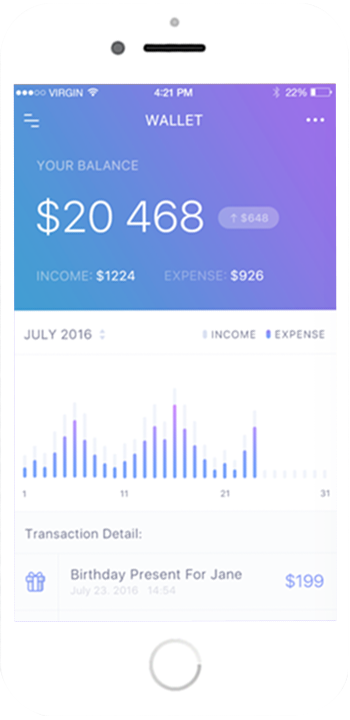 VIRGIN 4:21 PM 22%
WALLET
YOUR BALANCE
$20 468 ↑ $648
INCOME: $1224 EXPENSE: $926
JULY 2016 INCOME EXPENSE
1 11 21 31
Transaction Detail:
Birthday Present For Jane $199
July 23. 2016 14:54